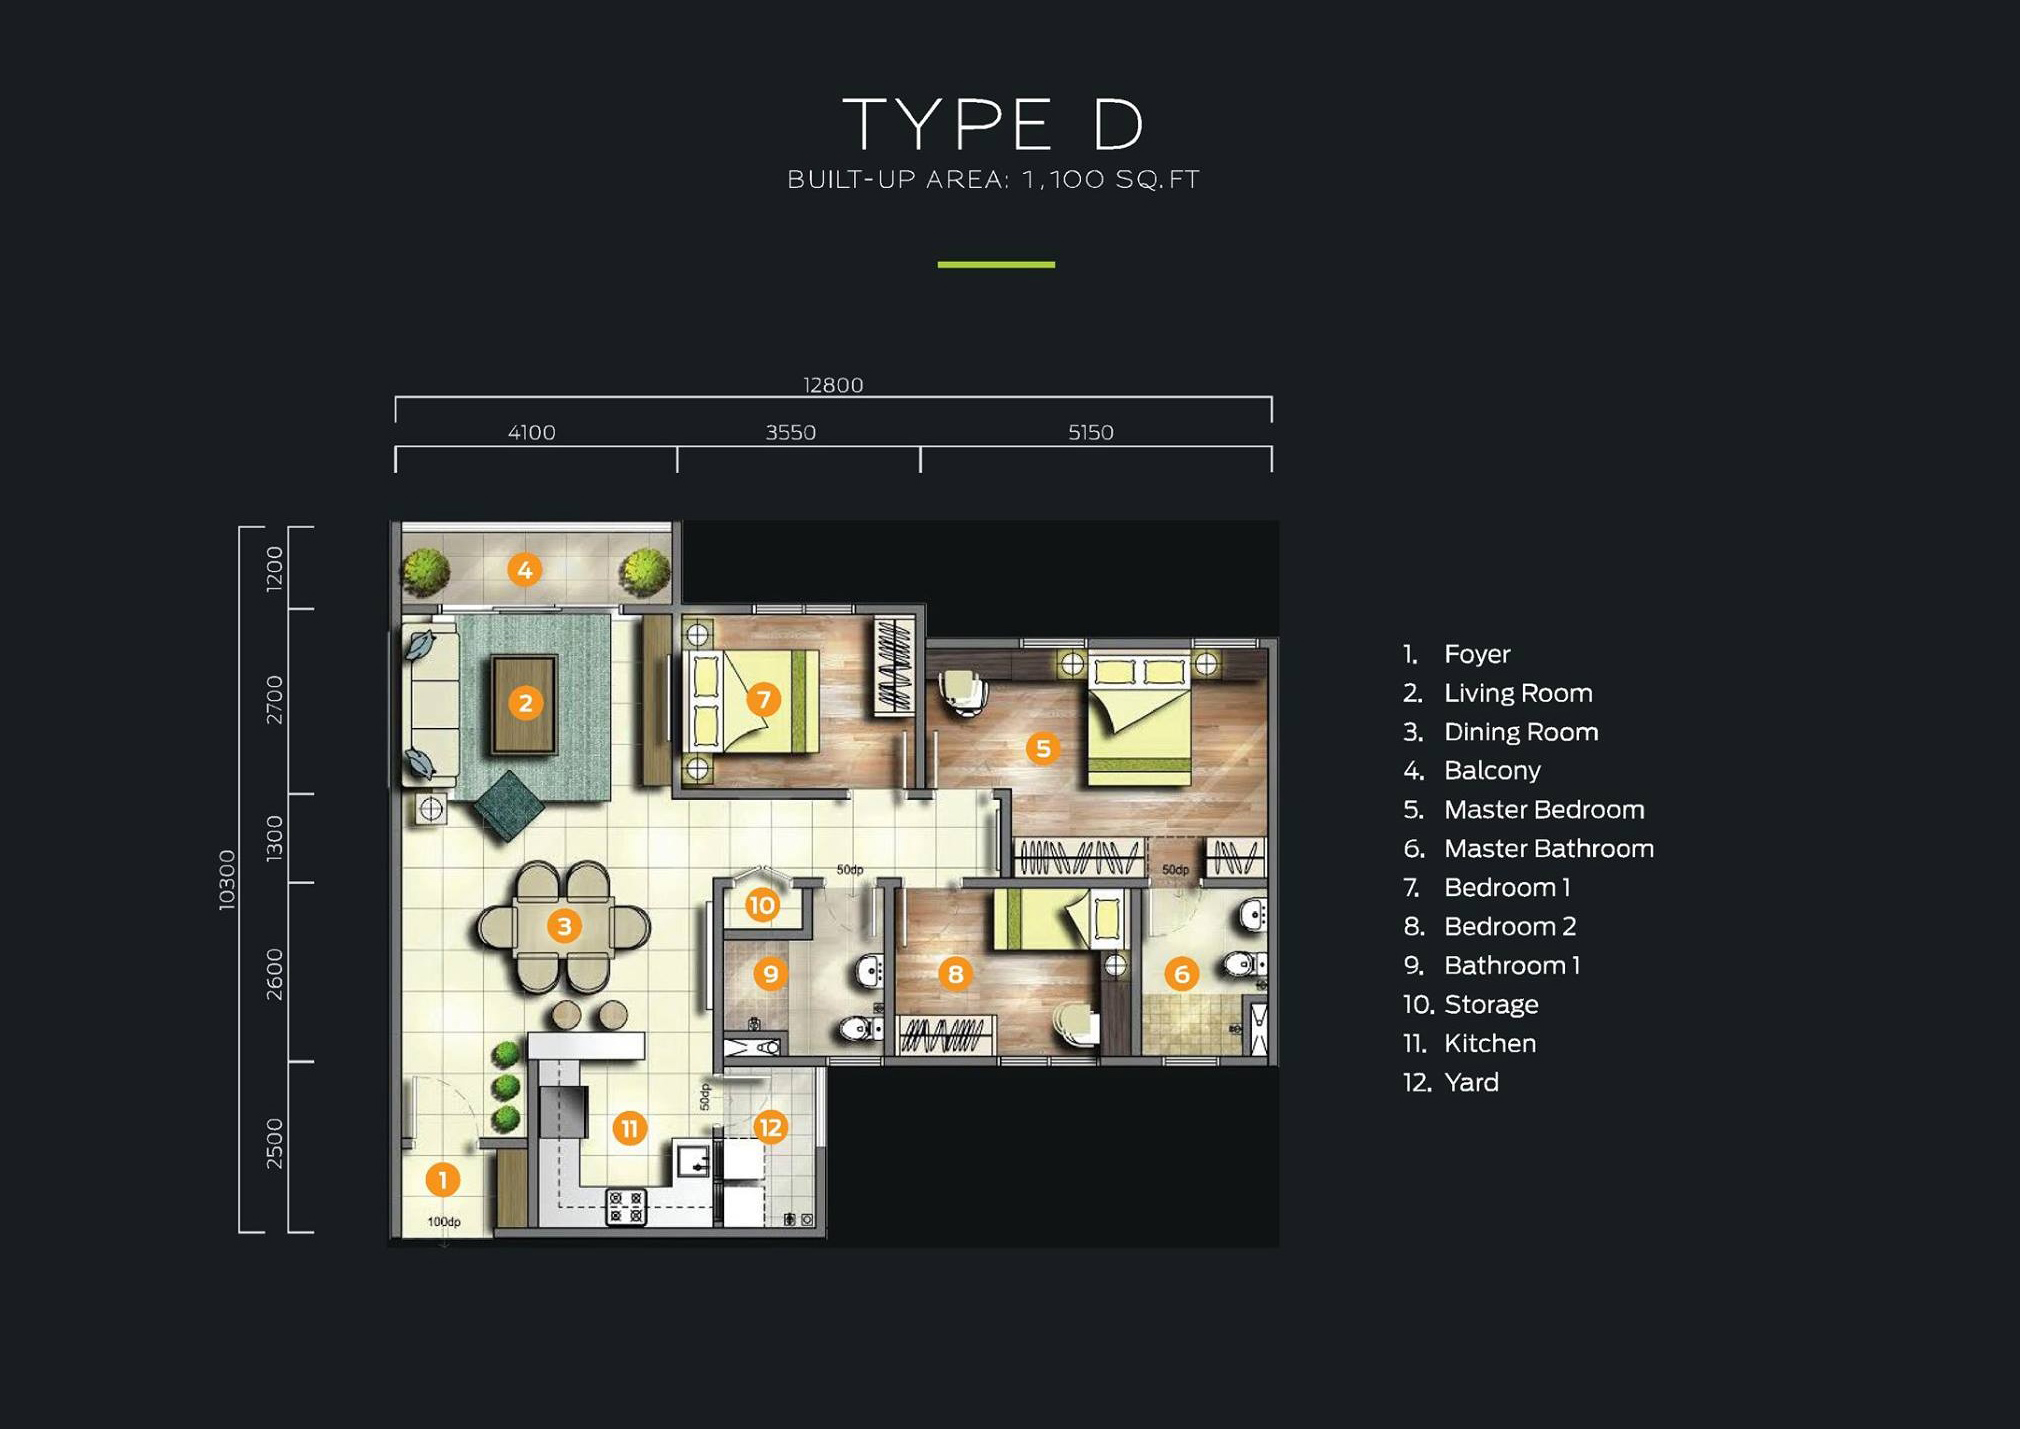 TYPE D
BUILT-UP AREA: 1,100 SQ.FT
12800
4100 3550 5150
10300
1200
2700
1300
2600
2500
4
2
7
5
3
10
9
8
6
11
12
1
50dp
50dp
50dp
100dp
1. Foyer
2. Living Room
3. Dining Room
4. Balcony
5. Master Bedroom
6. Master Bathroom
7. Bedroom 1
8. Bedroom 2
9. Bathroom 1
10. Storage
11. Kitchen
12. Yard